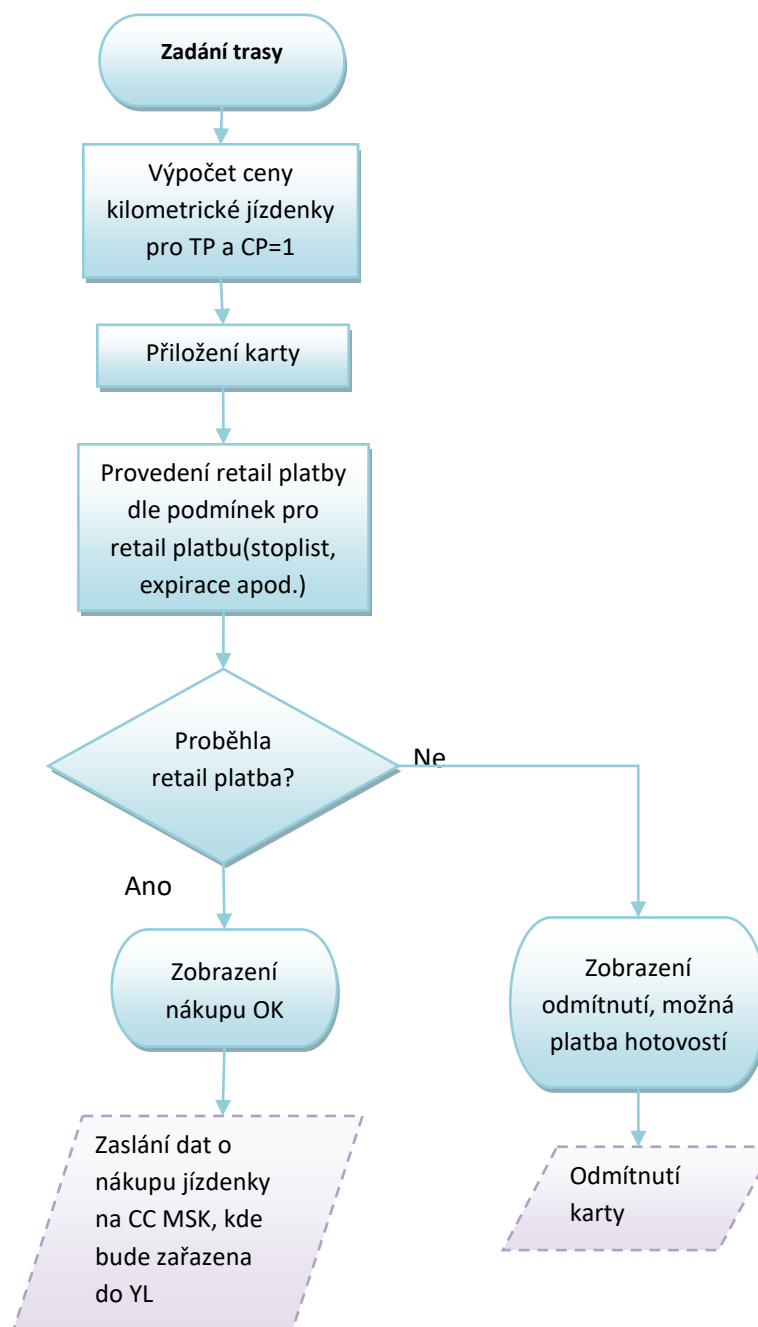 Zadání trasy
Výpočet ceny
kilometrické jízdenky
pro TP a CP=1
Přiložení karty
Provedení retail platby
dle podmínek pro
retail platbu(stoplist,
expirace apod.)
Proběhla
retail platba?
Ne
Ano
Zobrazení
nákupu OK
Zobrazení
odmítnutí, možná
platba hotovostí
Zaslání dat o
nákupu jízdenky
na CC MSK, kde
bude zařazena
do YL
Odmítnutí
karty